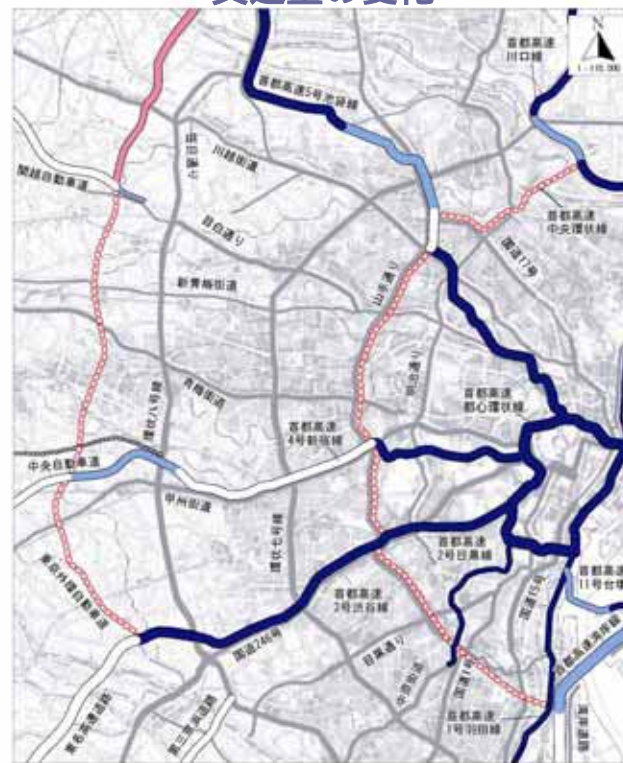 交通量の変化
N
首都高速
川口線
首都高速5号池袋線
環状八号線
川越街道
関越自動車道
目白通り
首都高速
中央環状線
国道17号
新青梅街道
山手通り
明治通り
青梅街道
首都高速
都心環状線
首都高速
4号新宿線
環状八号線
中央自動車道
甲州街道
環状七号線
首都高速
2号目黒線
首都高速
3号渋谷線
国道15号
首都高速
東京外環自動車道
国道246号
目黒通り
中原街道
国道1号
首都高速湾岸線
首都高速
1号羽田線
東名高速道路
第三京浜道路
湾岸道路